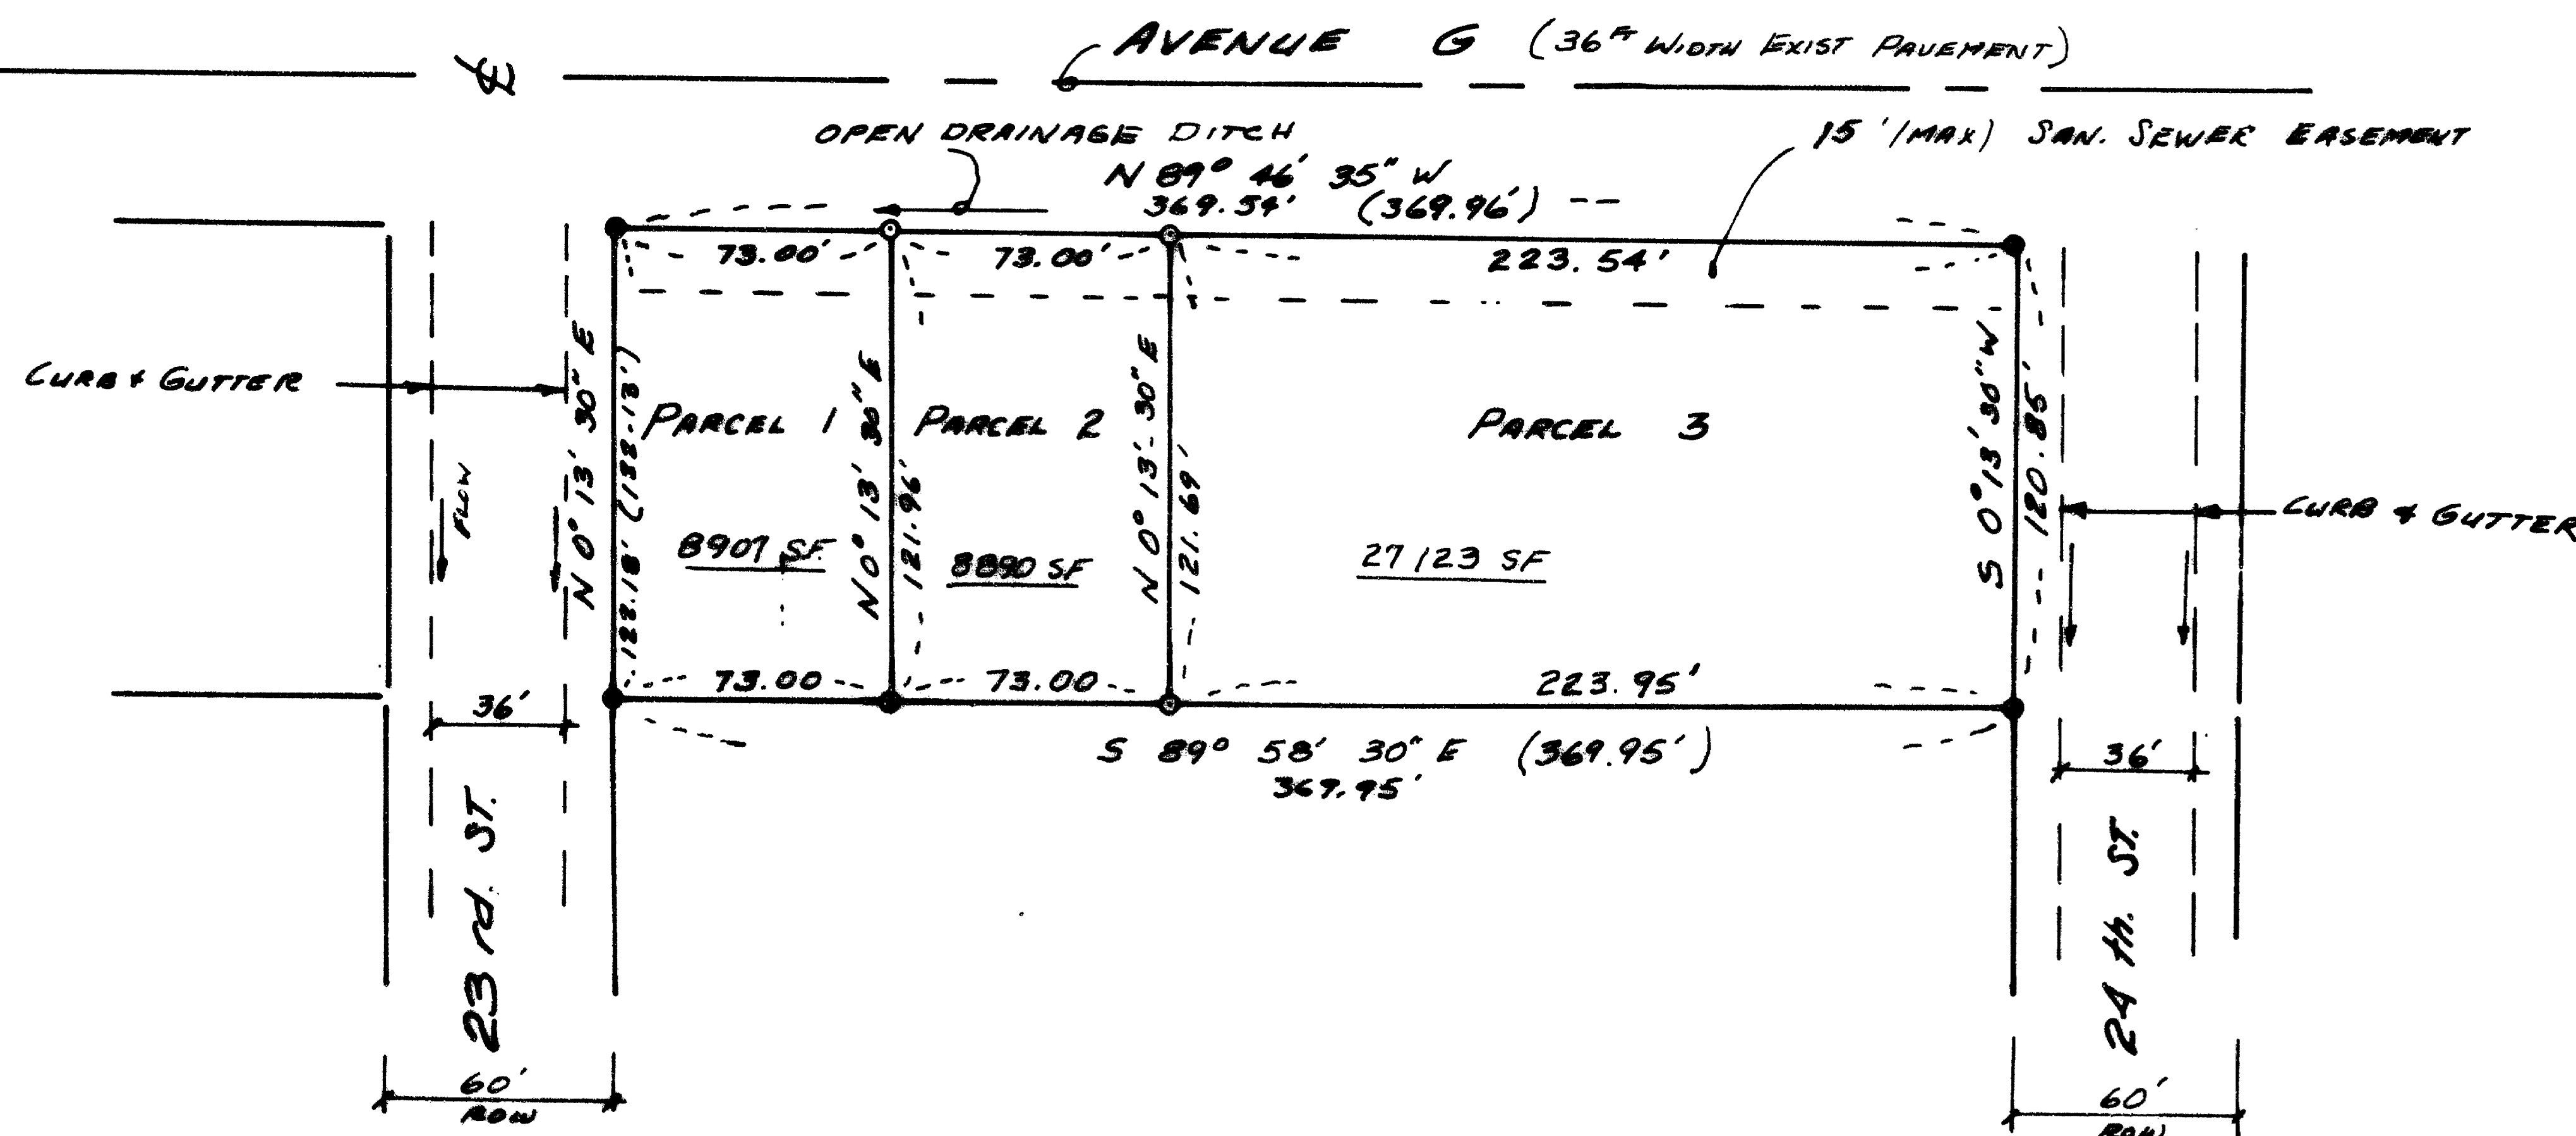 AVENUE G (36 FT WIDTH EXIST PAVEMENT)
℄
OPEN DRAINAGE DITCH
15 '(MAX) SAN. SEWER EASEMENT
N 89° 46' 35" W
369.54' (369.96')
73.00'
73.00'
223.54'
CURB & GUTTER
FLOW
N 0° 13' 30" E
122.18' (122.13')
PARCEL 1
8907 SF
N 0° 13' 30" E
121.96'
PARCEL 2
8890 SF
N 0° 13' 30" E
121.69'
PARCEL 3
27 123 SF
S 0° 13' 30" W
120.85'
CURB & GUTTER
73.00
73.00
223.95'
S 89° 58' 30" E (369.95')
369.95'
36'
36'
23 rd. ST.
24 th. ST.
60'
ROW
60'
ROW